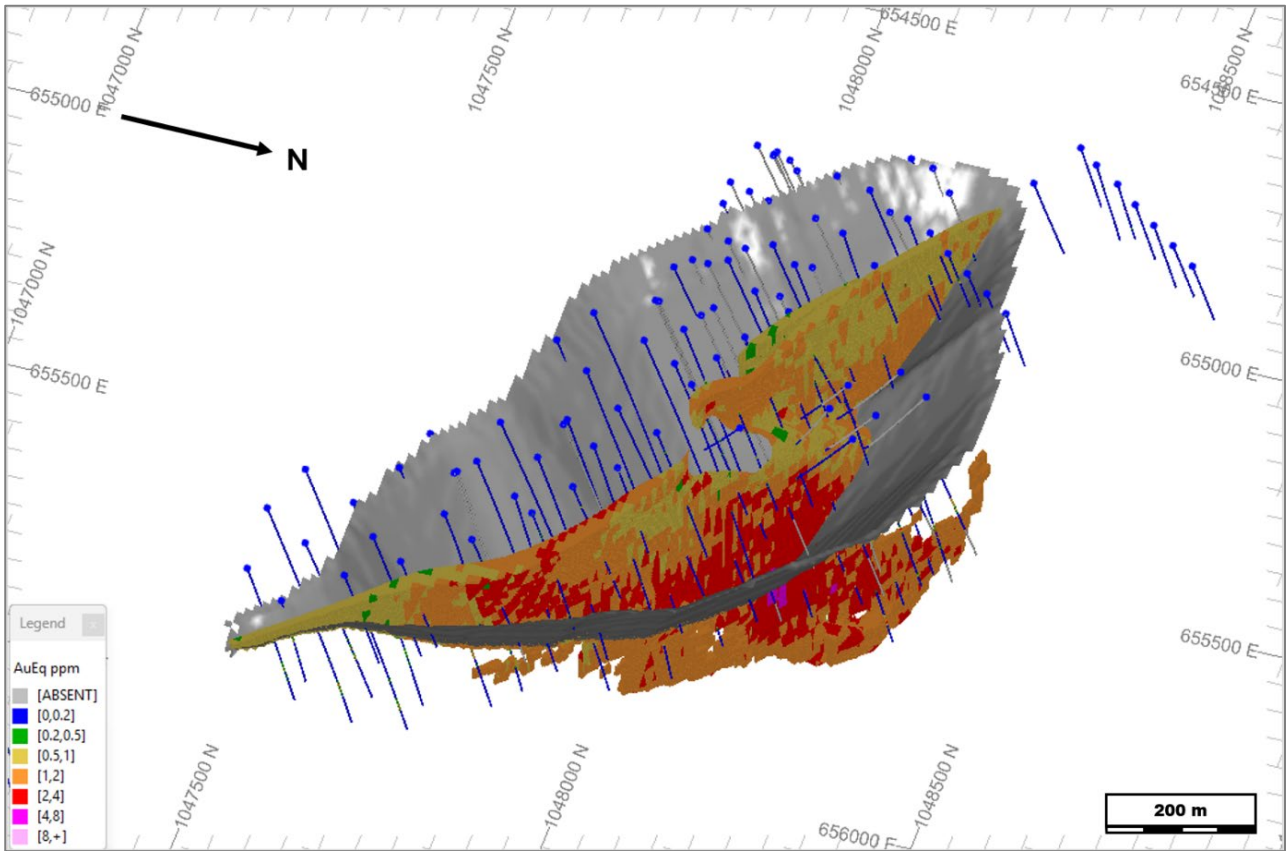 654500 E
1047000 N
1047500 N
1048000 N
1048500 N
655000 E
654500 E
N
1047000 N
655500 E
655000 E
Legend
x
AuEq ppm
[ABSENT]
[0,0.2]
[0.2,0.5]
[0.5,1]
[1,2]
[2,4]
[4,8]
[8,+]
655500 E
1047500 N
1048000 N
1048500 N
656000 E
200 m